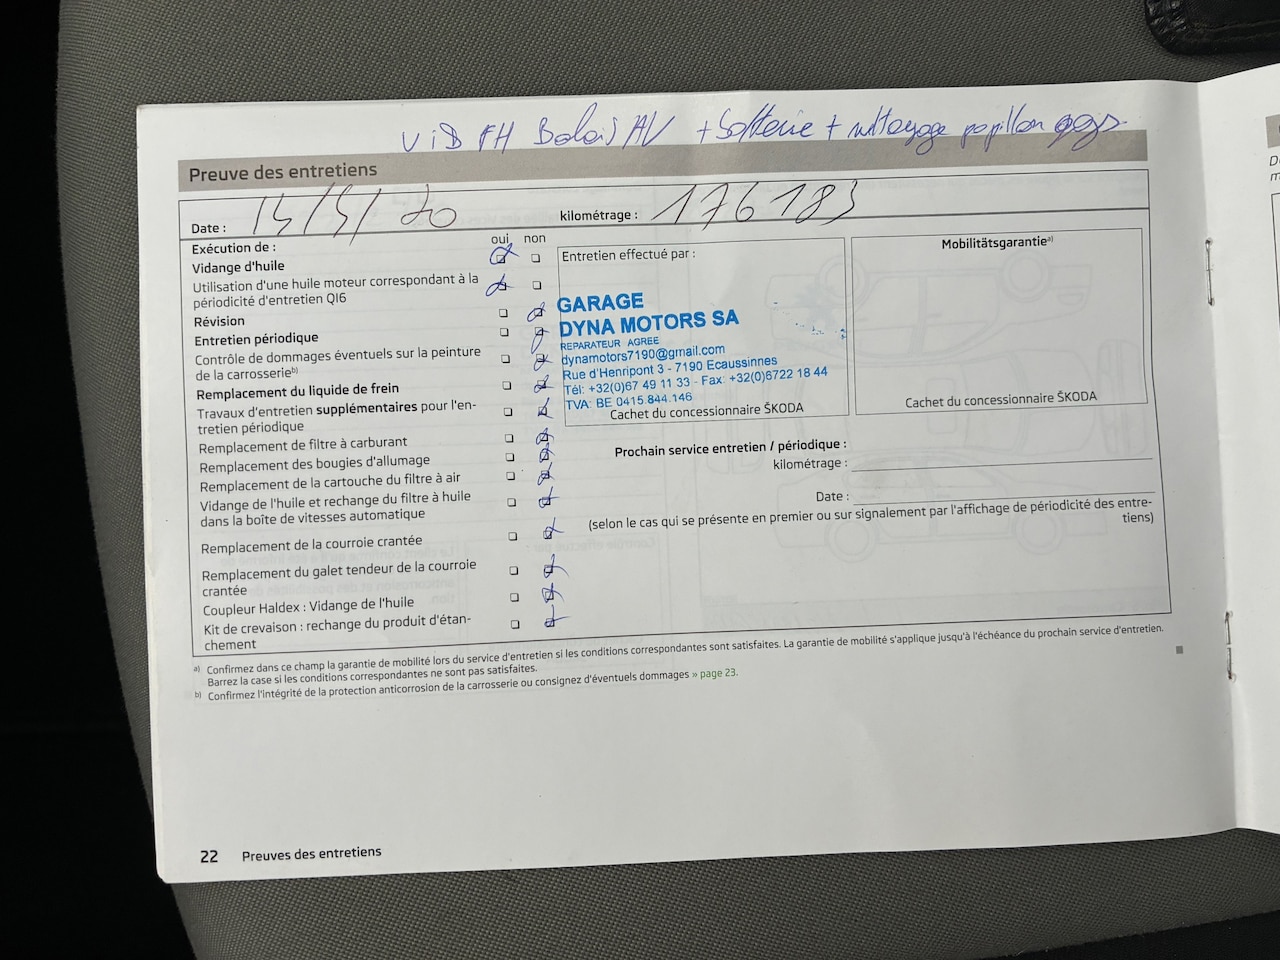 ViD FH Balais AV + Batterie + nettoyage papillon gaz
Preuve des entretiens
Date : 15/5/20 kilométrage : 176183
Exécution de : oui non
Vidange d'huile
Utilisation d'une huile moteur correspondant à la
périodicité d'entretien QI6
Révision
Entretien périodique
Contrôle de dommages éventuels sur la peinture
de la carrosserieb)
Remplacement du liquide de frein
Travaux d'entretien supplémentaires pour l'en-
tretien périodique
Remplacement de filtre à carburant
Remplacement des bougies d'allumage
Remplacement de la cartouche du filtre à air
Vidange de l'huile et rechange du filtre à huile
dans la boîte de vitesses automatique
Remplacement de la courroie crantée
Remplacement du galet tendeur de la courroie
crantée
Coupleur Haldex : Vidange de l'huile
Kit de crevaison : rechange du produit d'étan-
chement
Entretien effectué par :
GARAGE
DYNA MOTORS SA
REPARATEUR AGREE
dynamotors7190@gmail.com
Rue d'Henripont 3 - 7190 Ecaussinnes
Tél: +32(0)67 49 11 33 - Fax: +32(0)6722 18 44
TVA: BE 0415.844.146
Cachet du concessionnaire ŠKODA
Mobilitätsgarantiea)
Cachet du concessionnaire ŠKODA
Prochain service entretien / périodique :
kilométrage :
Date :
(selon le cas qui se présente en premier ou sur signalement par l'affichage de périodicité des entre-
tiens)
a) Confirmez dans ce champ la garantie de mobilité lors du service d'entretien si les conditions correspondantes sont satisfaites. La garantie de mobilité s'applique jusqu'à l'échéance du prochain service d'entretien.
Barrez la case si les conditions correspondantes ne sont pas satisfaites.
b) Confirmez l'intégrité de la protection anticorrosion de la carrosserie ou consignez d'éventuels dommages » page 23.
22 Preuves des entretiens